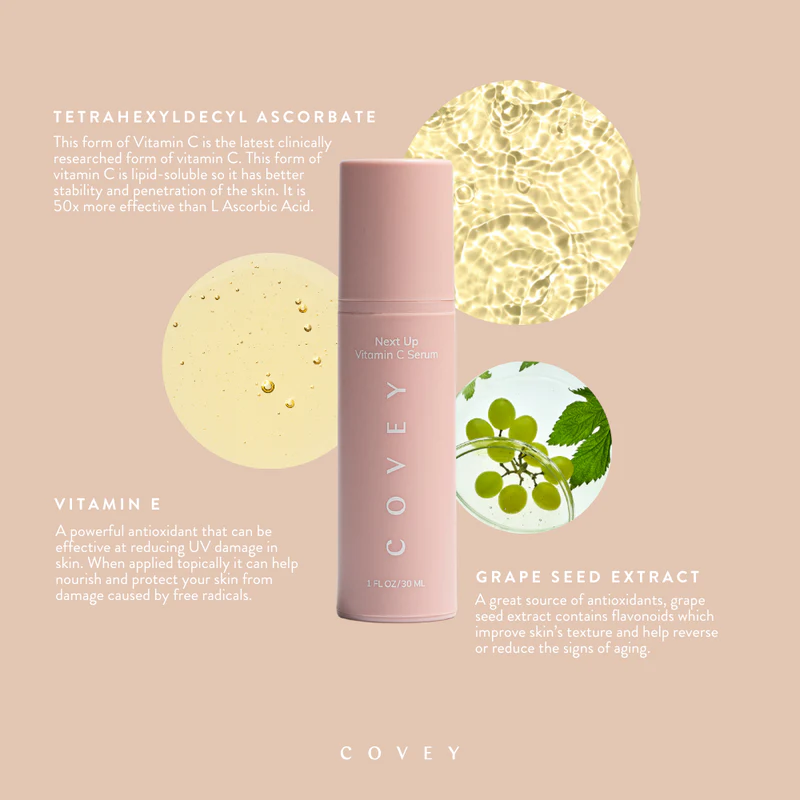 TETRAHEXYLDECYL ASCORBATE
This form of Vitamin C is the latest clinically
researched form of vitamin C. This form of
vitamin C is lipid-soluble so it has better
stability and penetration of the skin. It is
50x more effective than L Ascorbic Acid.
Next Up
Vitamin C Serum
COVEY
1 FL OZ/30 ML
VITAMIN E
A powerful antioxidant that can be
effective at reducing UV damage in
skin. When applied topically it can help
nourish and protect your skin from
damage caused by free radicals.
GRAPE SEED EXTRACT
A great source of antioxidants, grape
seed extract contains flavonoids which
improve skin's texture and help reverse
or reduce the signs of aging.
COVEY